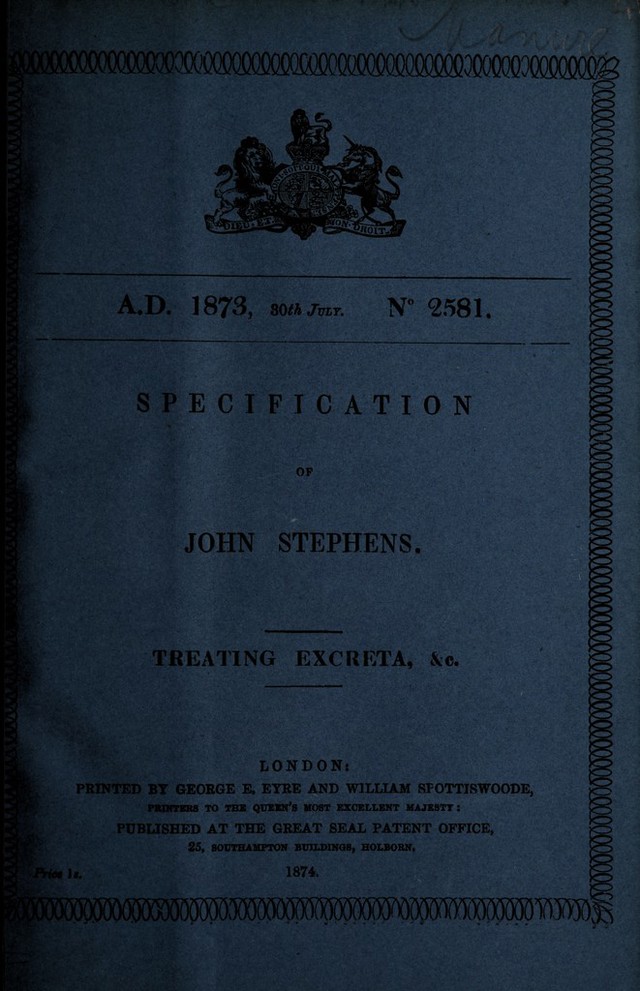 Manure
A.D. 1873, 30th JULY. No 2581.
SPECIFICATION
OF
JOHN STEPHENS.
TREATING EXCRETA, &c.
LONDON:
PRINTED BY GEORGE E. EYRE AND WILLIAM SPOTTISWOODE,
PRINTERS TO THE QUEEN'S MOST EXCELLENT MAJESTY:
PUBLISHED AT THE GREAT SEAL PATENT OFFICE,
25, SOUTHAMPTON BUILDINGS, HOLBORN,
Price 1s.
1874.